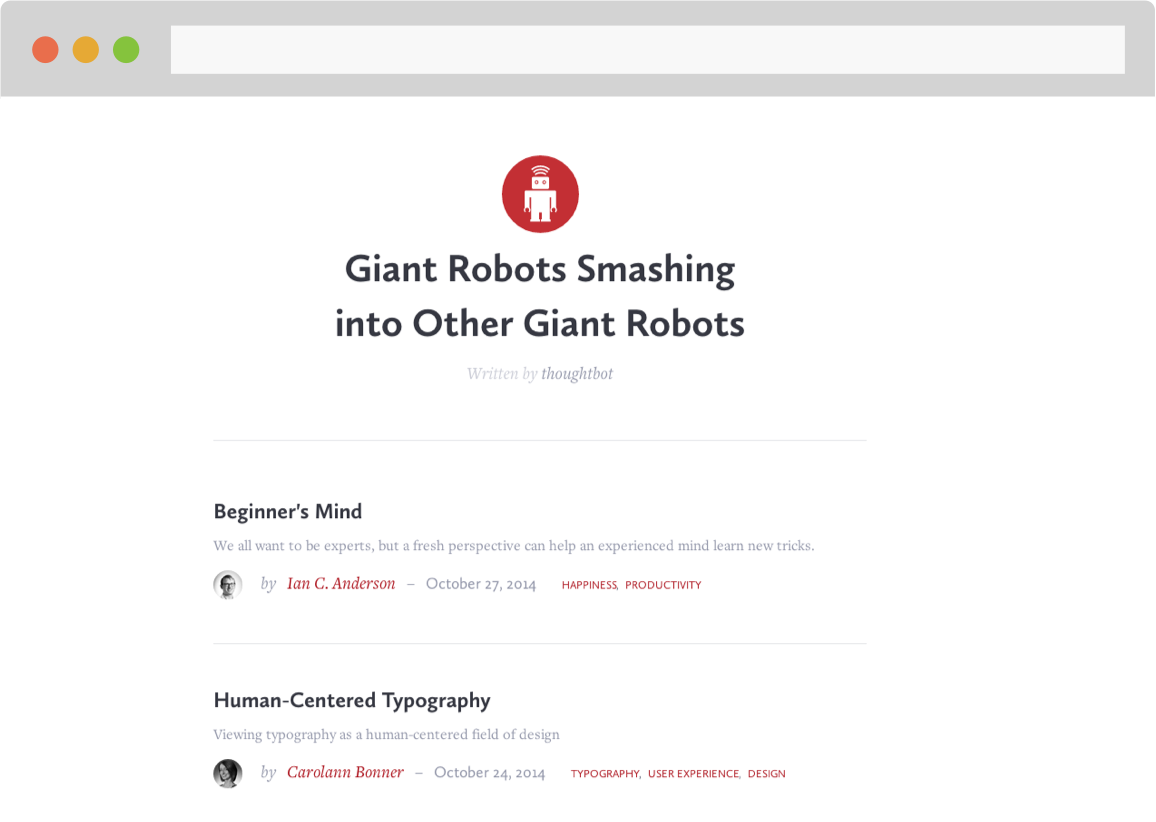 Giant Robots Smashing
into Other Giant Robots
Written by thoughtbot
Beginner's Mind
We all want to be experts, but a fresh perspective can help an experienced mind learn new tricks.
by Ian C. Anderson – October 27, 2014 HAPPINESS, PRODUCTIVITY
Human-Centered Typography
Viewing typography as a human-centered field of design
by Carolann Bonner – October 24, 2014 TYPOGRAPHY, USER EXPERIENCE, DESIGN